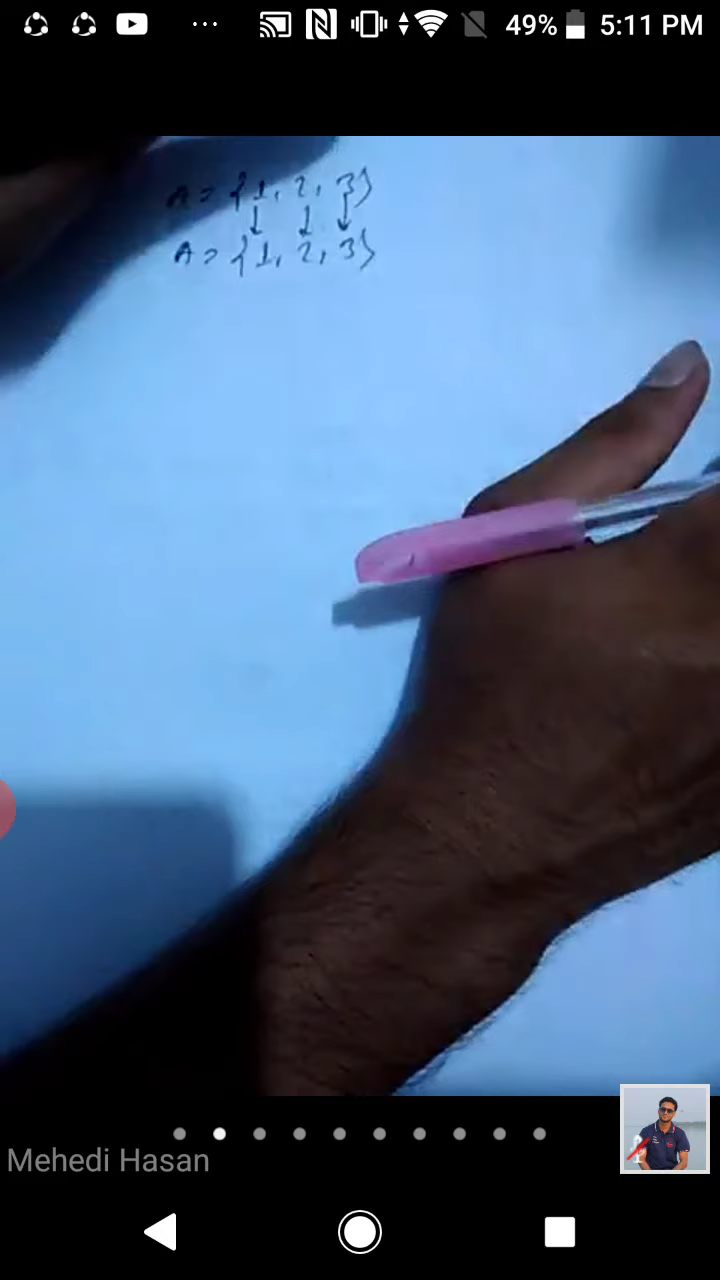 49% 5:11 PM
A = {1, 2, 3}
A = {1, 2, 3}
Mehedi Hasan